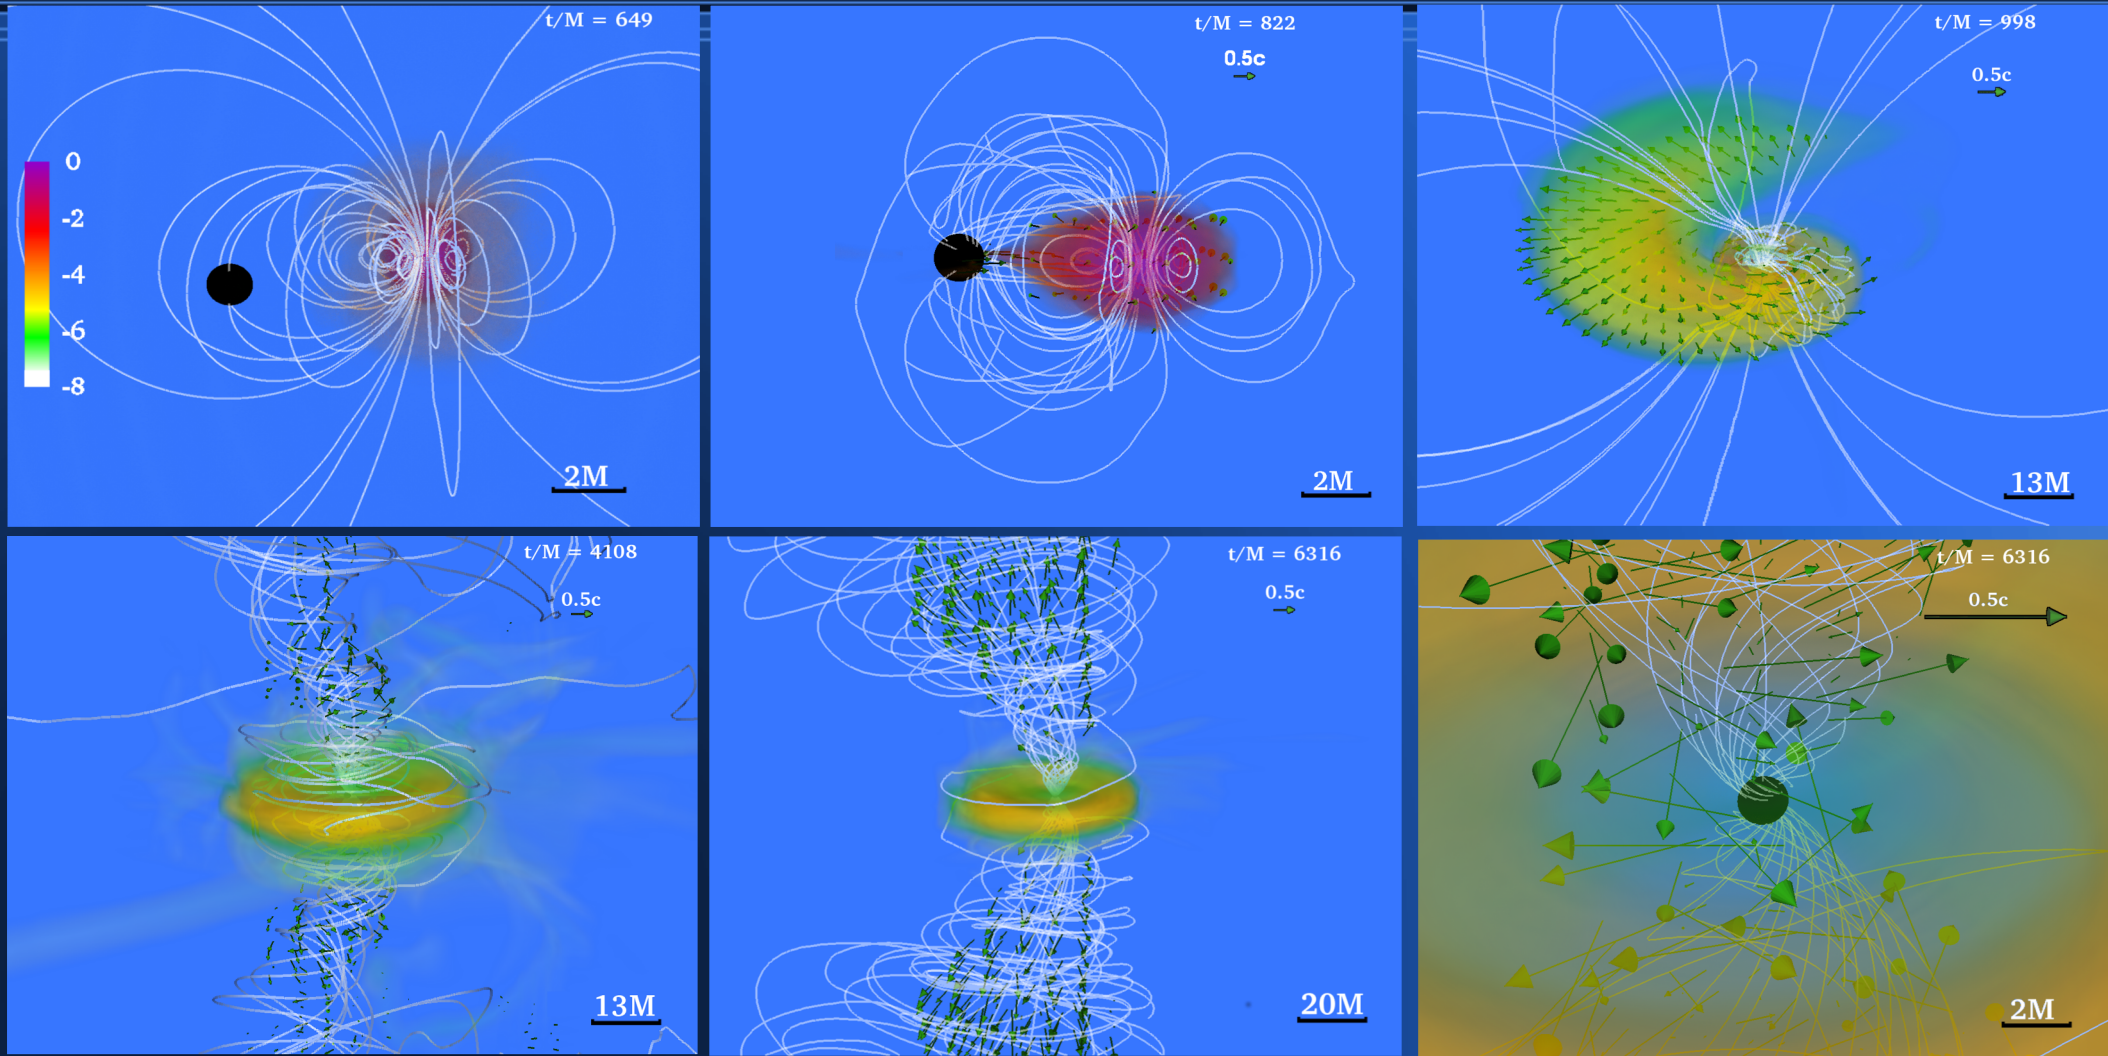 t/M = 649
0
-2
-4
-6
-8
2M
t/M = 822
0.5c
2M
t/M = 998
0.5c
13M
t/M = 4108
0.5c
13M
t/M = 6316
0.5c
20M
t/M = 6316
0.5c
2M